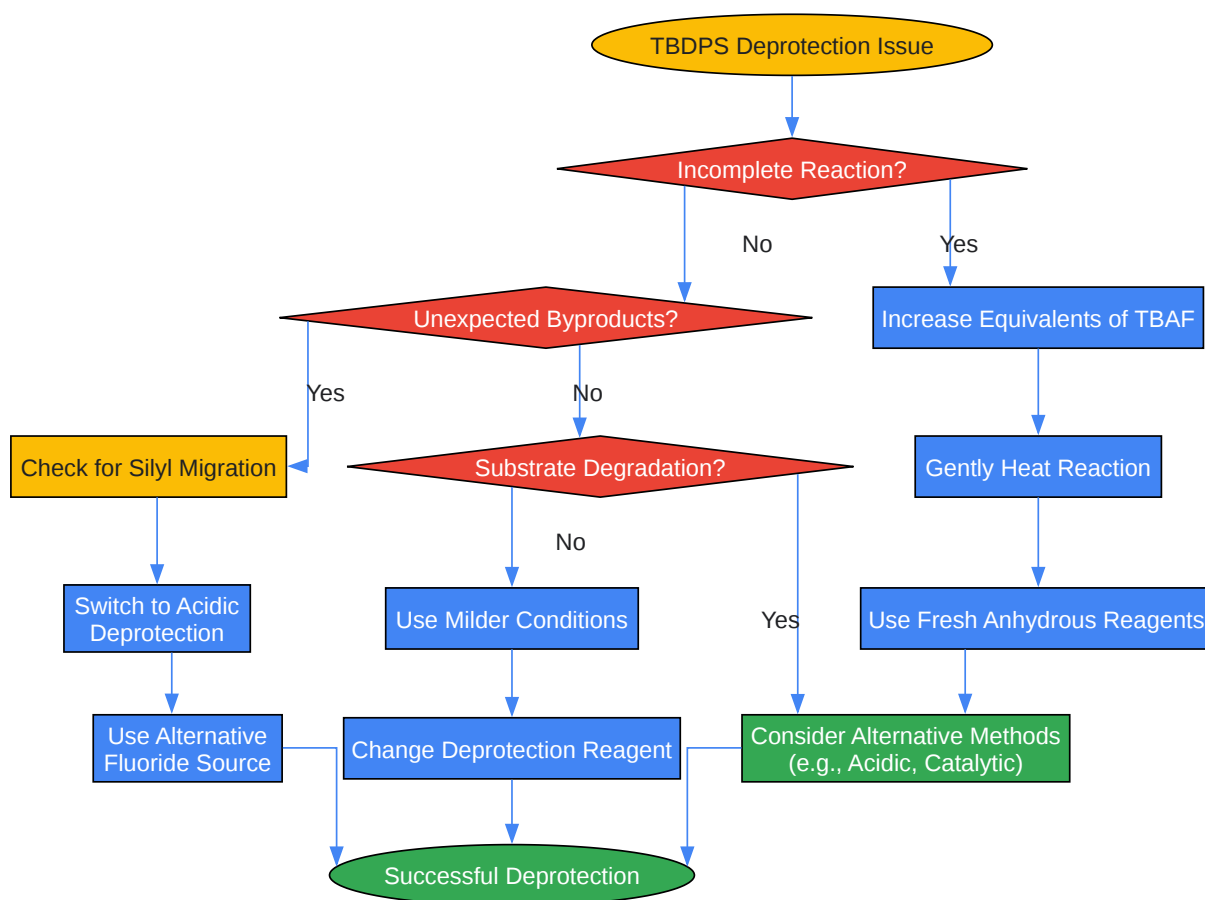 TBDPS Deprotection Issue
Incomplete Reaction?
No
Yes
Unexpected Byproducts?
Increase Equivalents of TBAF
Yes
No
Check for Silyl Migration
Substrate Degradation?
Gently Heat Reaction
No
Switch to Acidic
Deprotection
Use Milder Conditions
Yes
Use Fresh Anhydrous Reagents
Use Alternative
Fluoride Source
Change Deprotection Reagent
Consider Alternative Methods
(e.g., Acidic, Catalytic)
Successful Deprotection